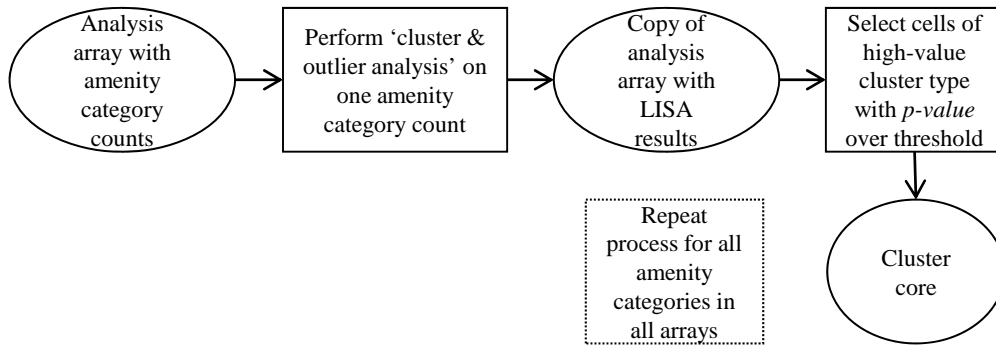 Analysis
array with
amenity
category
counts
Perform ‘cluster &
outlier analysis’ on
one amenity
category count
Copy of
analysis
array with
LISA
results
Select cells of
high-value
cluster type
with p-value
over threshold
Repeat
process for all
amenity
categories in
all arrays
Cluster
core